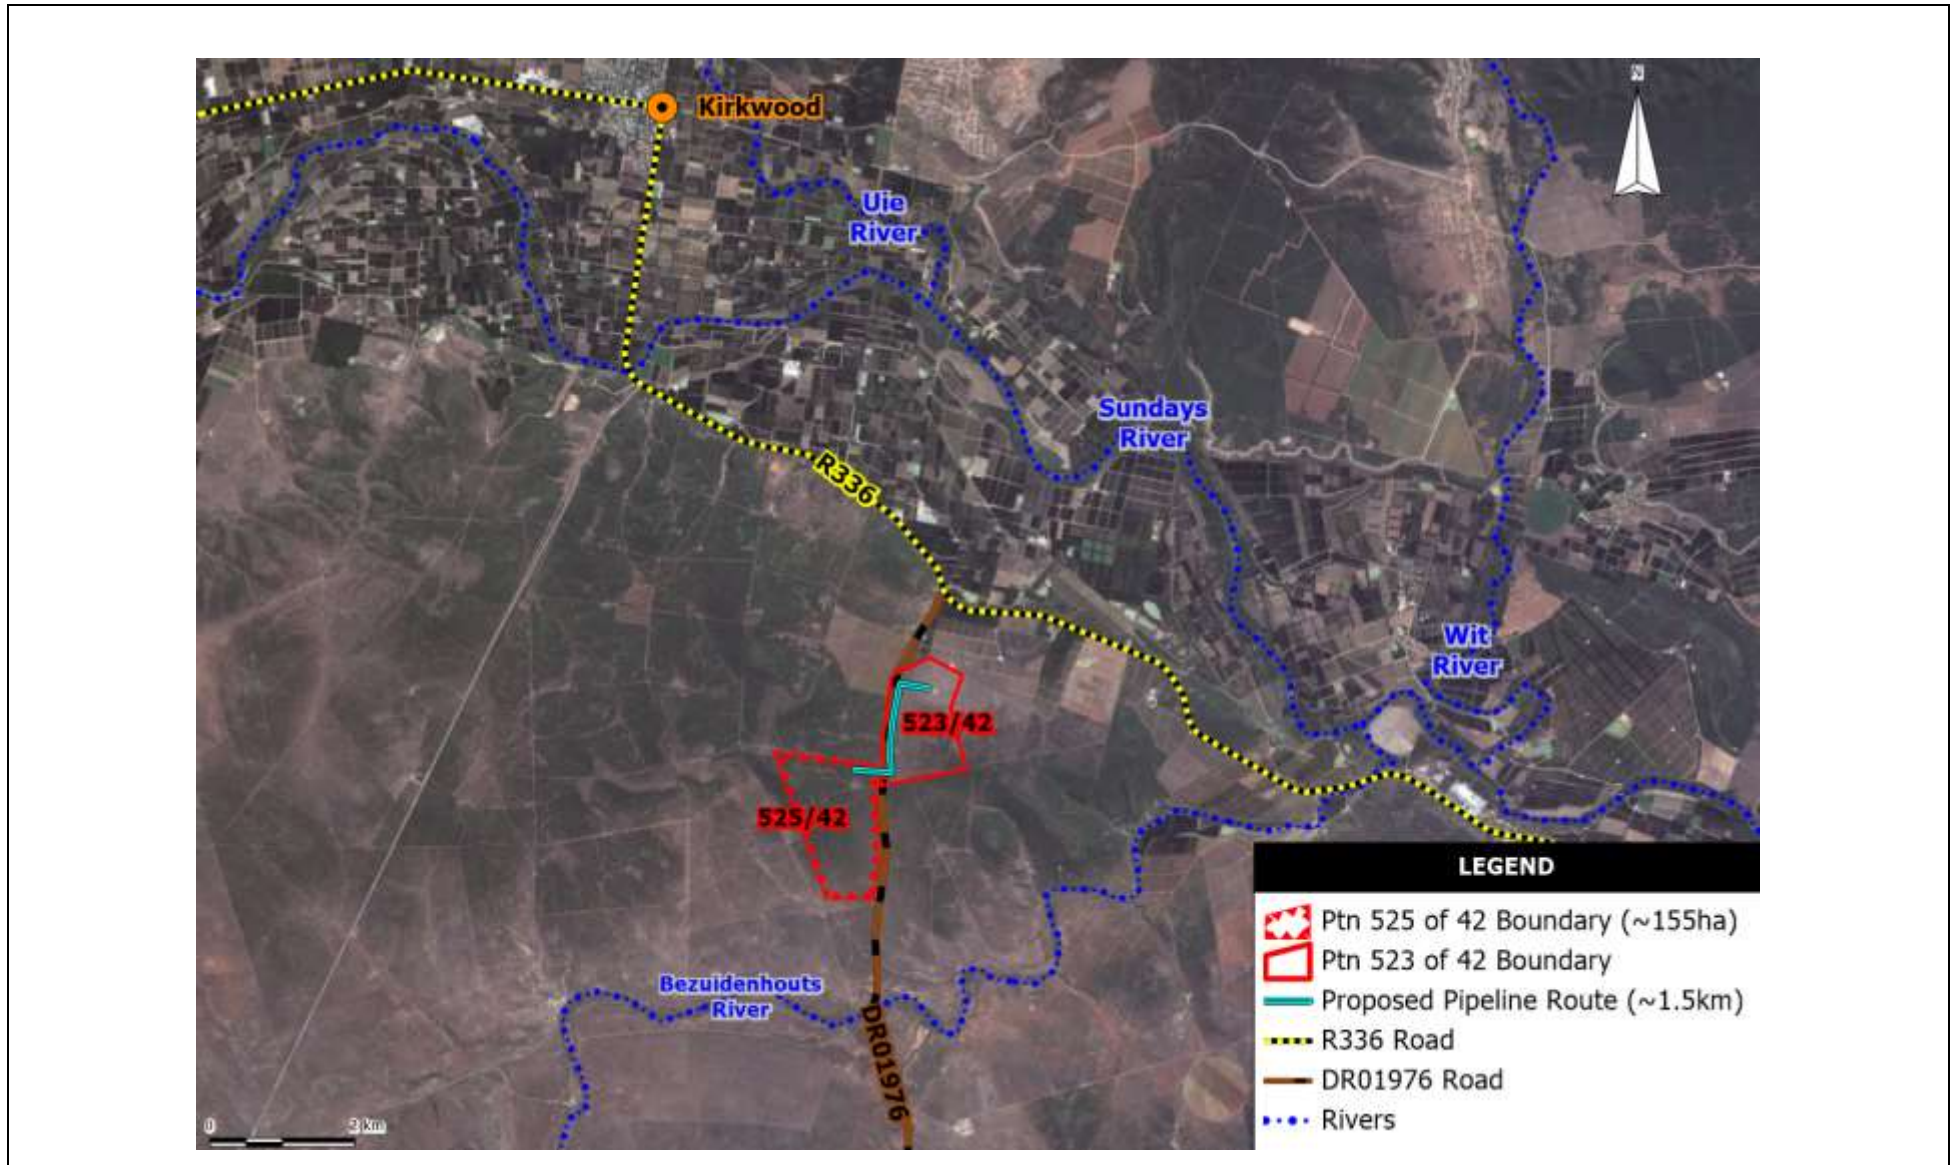 N
Kirkwood
Uie
River
Sundays
River
R336
Wit
River
523/42
525/42
Bezuidenhouts
River
DR01976
0 2 km
LEGEND
Ptn 525 of 42 Boundary (~155ha)
Ptn 523 of 42 Boundary
Proposed Pipeline Route (~1.5km)
R336 Road
DR01976 Road
Rivers